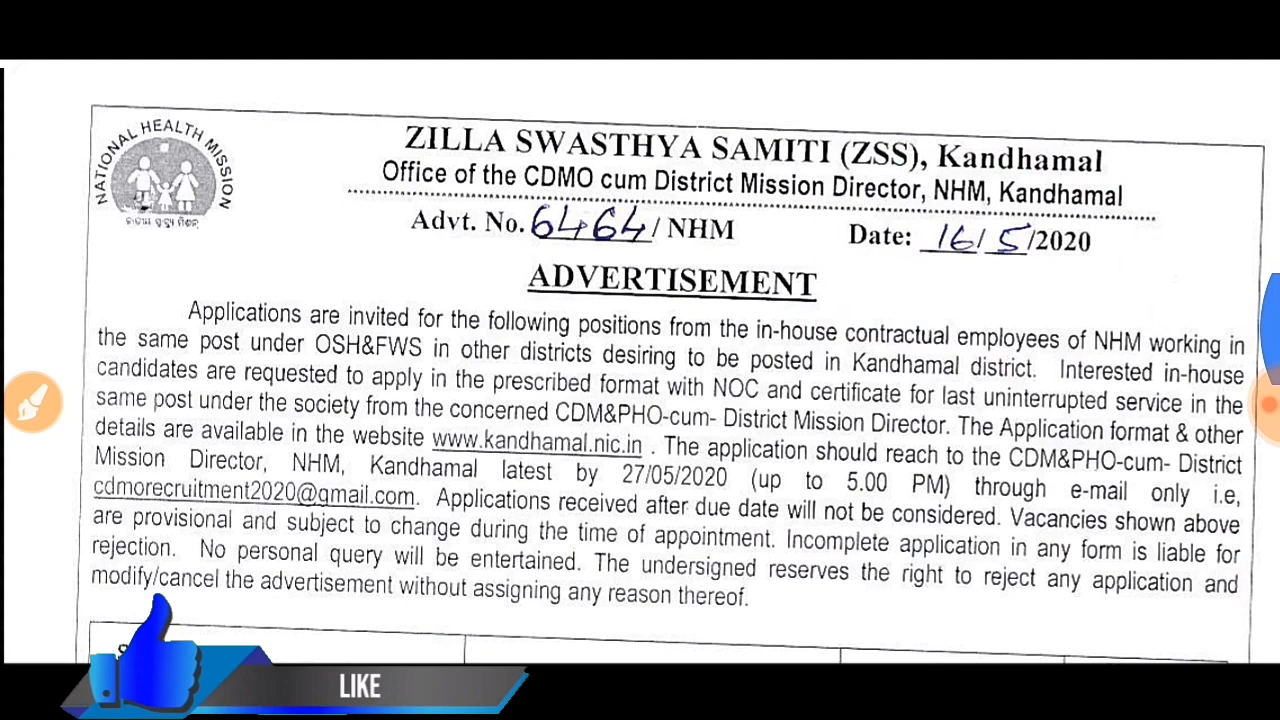 NATIONAL HEALTH MISSION
ZILLA SWASTHYA SAMITI (ZSS), Kandhamal
Office of the CDMO cum District Mission Director, NHM, Kandhamal
Advt. No. 6464/ NHM Date: 16/5/2020
ADVERTISEMENT
Applications are invited for the following positions from the in-house contractual employees of NHM working in
the same post under OSH&FWS in other districts desiring to be posted in Kandhamal district. Interested in-house
candidates are requested to apply in the prescribed format with NOC and certificate for last uninterrupted service in the
same post under the society from the concerned CDM&PHO-cum- District Mission Director. The Application format & other
details are available in the website www.kandhamal.nic.in . The application should reach to the CDM&PHO-cum- District
Mission Director, NHM, Kandhamal latest by 27/05/2020 (up to 5.00 PM) through e-mail only i.e,
cdmorecruitment2020@gmail.com. Applications received after due date will not be considered. Vacancies shown above
are provisional and subject to change during the time of appointment. Incomplete application in any form is liable for
rejection. No personal query will be entertained. The undersigned reserves the right to reject any application and
modify/cancel the advertisement without assigning any reason thereof.
LIKE